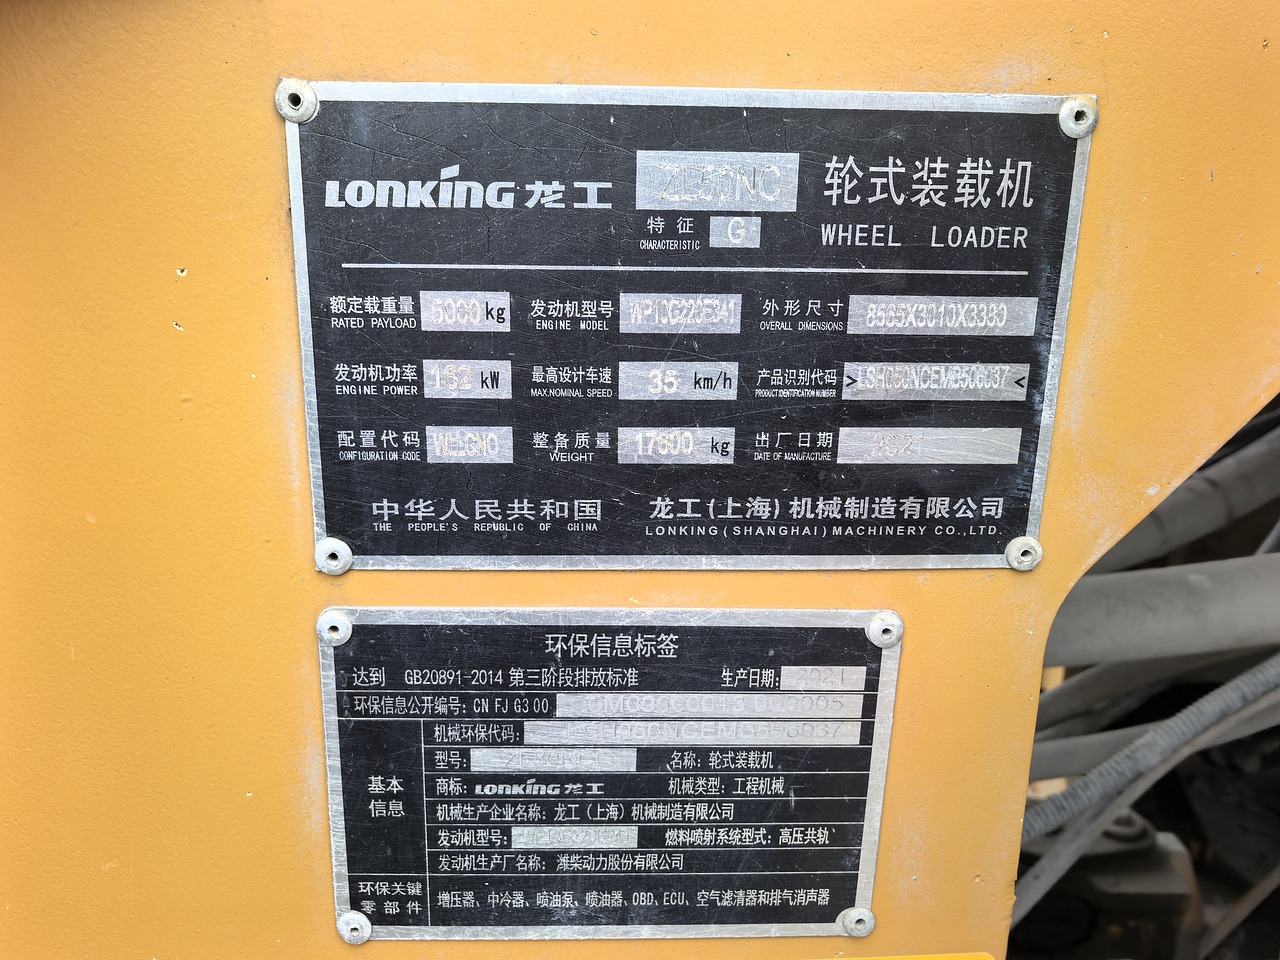 LONKING 龙工 ZL50NC 轮式装载机
特征 G
CHARACTERISTIC
WHEEL LOADER
额定载重量 5000 kg 发动机型号 WP10G220E341 外形尺寸 8565X3010X3380
RATED PAYLOAD ENGINE MODEL OVERALL DIMENSIONS
发动机功率 162 kW 最高设计车速 35 km/h 产品识别代码 >LSH050NCEMB506037<
ENGINE POWER MAX.NOMINAL SPEED PRODUCT IDENTIFICATION NUMBER
配置代码 整备质量 17600 kg 出厂日期 2021
CONFIGURATION CODE WEIGHT DATE OF MANUFACTURE
中华人民共和国 龙工(上海)机械制造有限公司
THE PEOPLE'S REPUBLIC OF CHINA LONKING(SHANGHAI)MACHINERY CO.,LTD.
环保信息标签
达到 GB20891-2014 第三阶段排放标准 生产日期: 2021
环保信息公开编号: CN FJ G3 00
机械环保代码:
型号: 名称: 轮式装载机
商标: LONKING 龙工 机械类型: 工程机械
基本信息
机械生产企业名称: 龙工(上海)机械制造有限公司
发动机型号: 燃料喷射系统型式: 高压共轨
发动机生产厂名称: 潍柴动力股份有限公司
环保关键零部件 增压器、中冷器、喷油泵、喷油器、OBD、ECU、空气滤清器和排气消声器